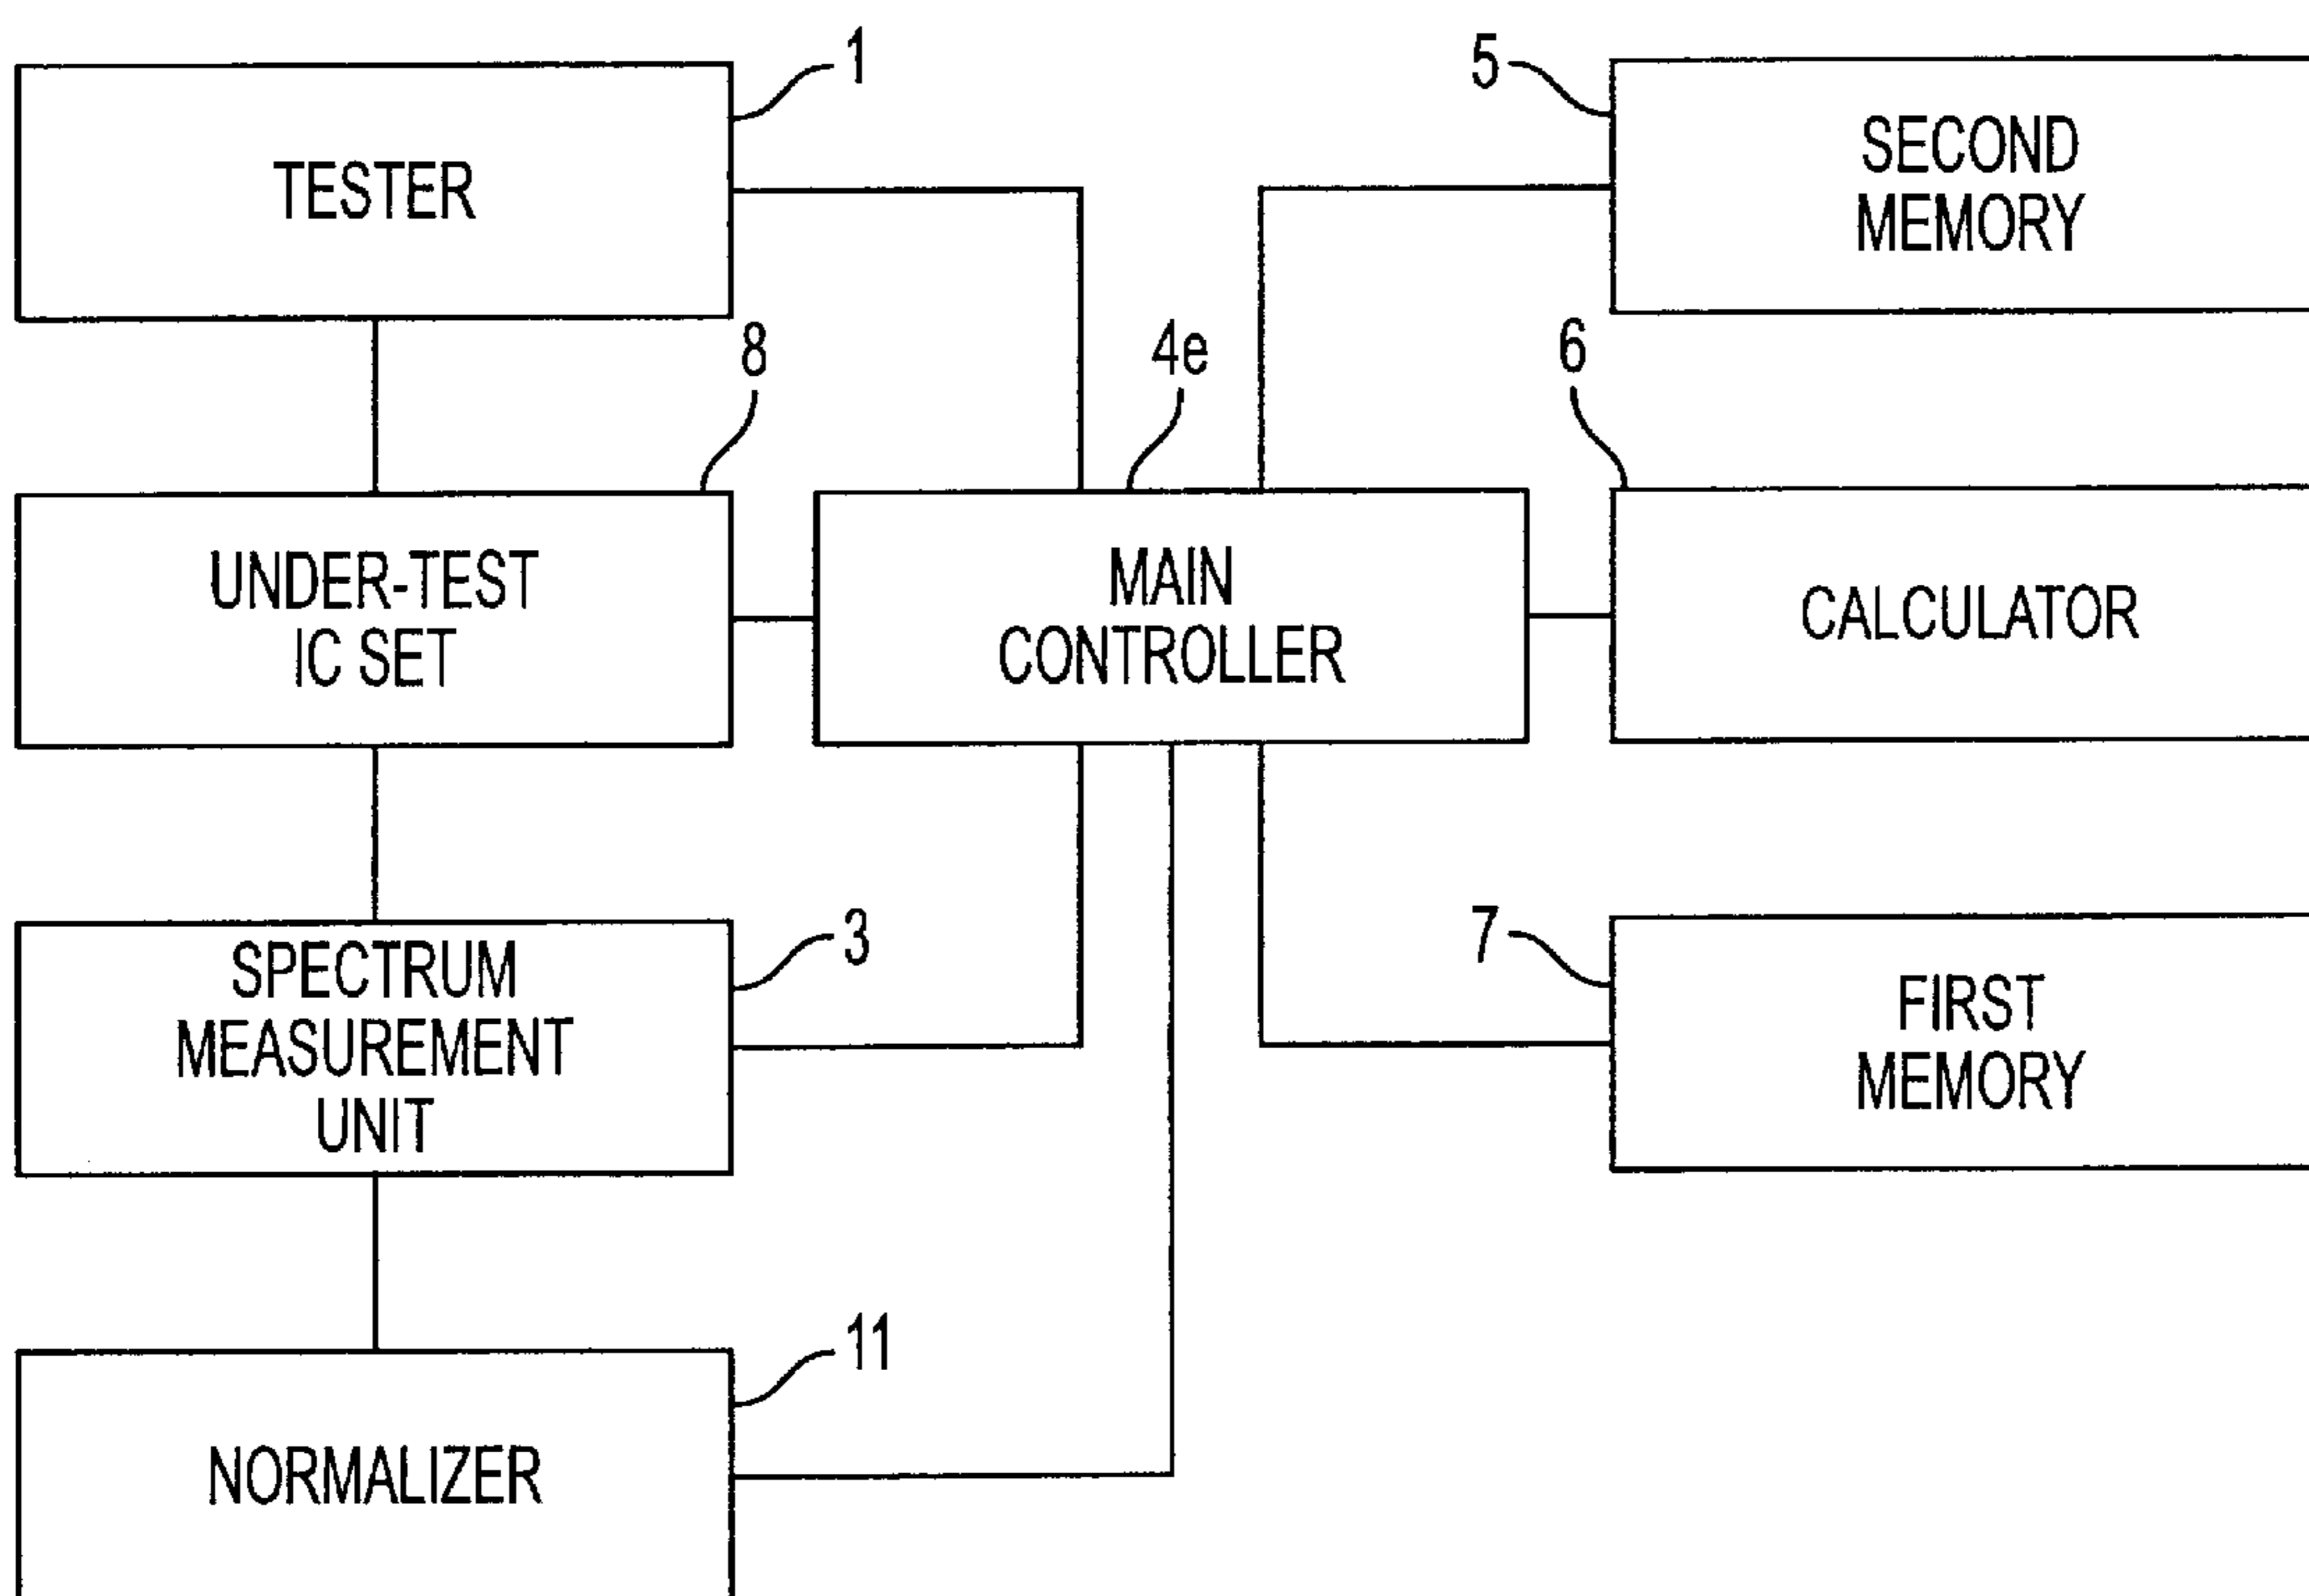 1
TESTER
5
SECOND
MEMORY
8
UNDER-TEST
IC SET
4e
MAIN
CONTROLLER
6
CALCULATOR
3
SPECTRUM
MEASUREMENT
UNIT
7
FIRST
MEMORY
11
NORMALIZER